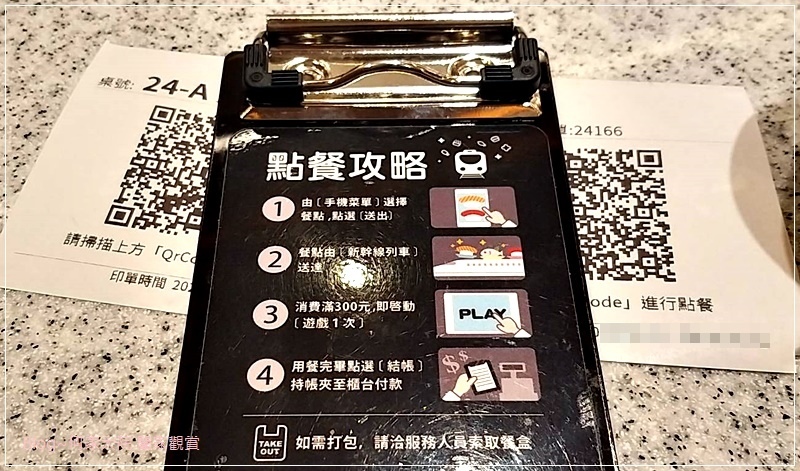 桌號: 24-A
請掃描上方「QrCo
印單時間 20
:24166
ode」進行點餐
點餐攻略
1 由〔手機菜單〕選擇
餐點,點選〔送出〕
2 餐點由〔新幹線列車〕
送達
3 消費滿300元,即啓動
〔遊戲1次〕
PLAY
4 用餐完畢點選〔結帳〕
持帳夾至櫃台付款
TAKE
OUT
如需打包,請洽服務人員索取餐盒